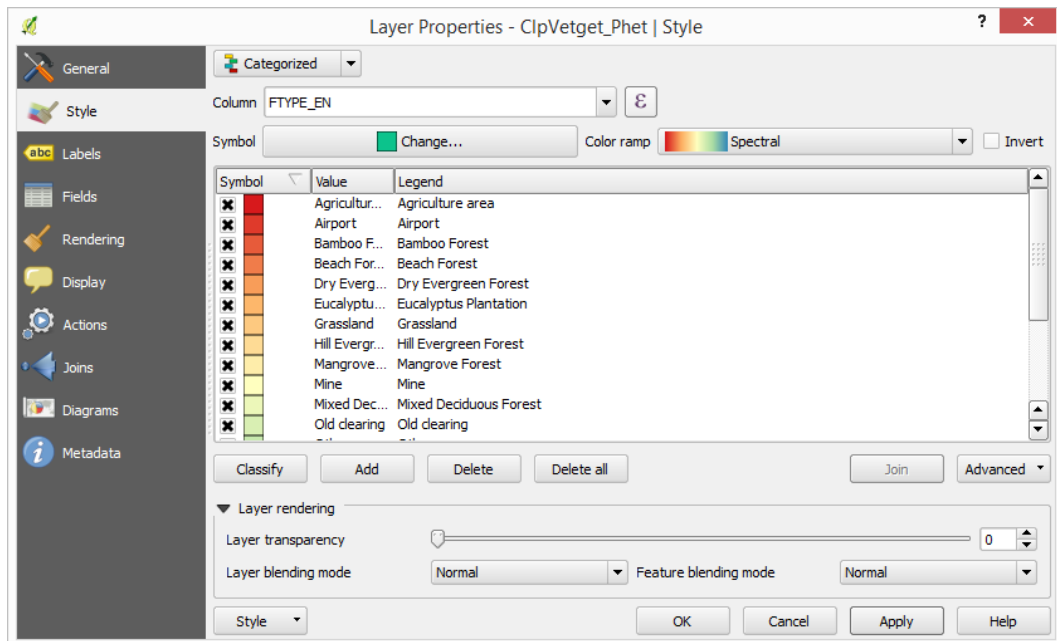 Layer Properties - ClpVetget_Phet | Style
?
×
General
Style
abc Labels
Fields
Rendering
Display
Actions
Joins
Diagrams
i Metadata
Categorized
Column FTYPE_EN ε
Symbol Change... Color ramp Spectral Invert
Symbol Value Legend
Agricultur... Agriculture area
Airport Airport
Bamboo F... Bamboo Forest
Beach For... Beach Forest
Dry Everg... Dry Evergreen Forest
Eucalyptu... Eucalyptus Plantation
Grassland Grassland
Hill Evergr... Hill Evergreen Forest
Mangrove... Mangrove Forest
Mine Mine
Mixed Dec... Mixed Deciduous Forest
Old clearing Old clearing
Classify Add Delete Delete all Join Advanced
Layer rendering
Layer transparency 0
Layer blending mode Normal Feature blending mode Normal
Style OK Cancel Apply Help